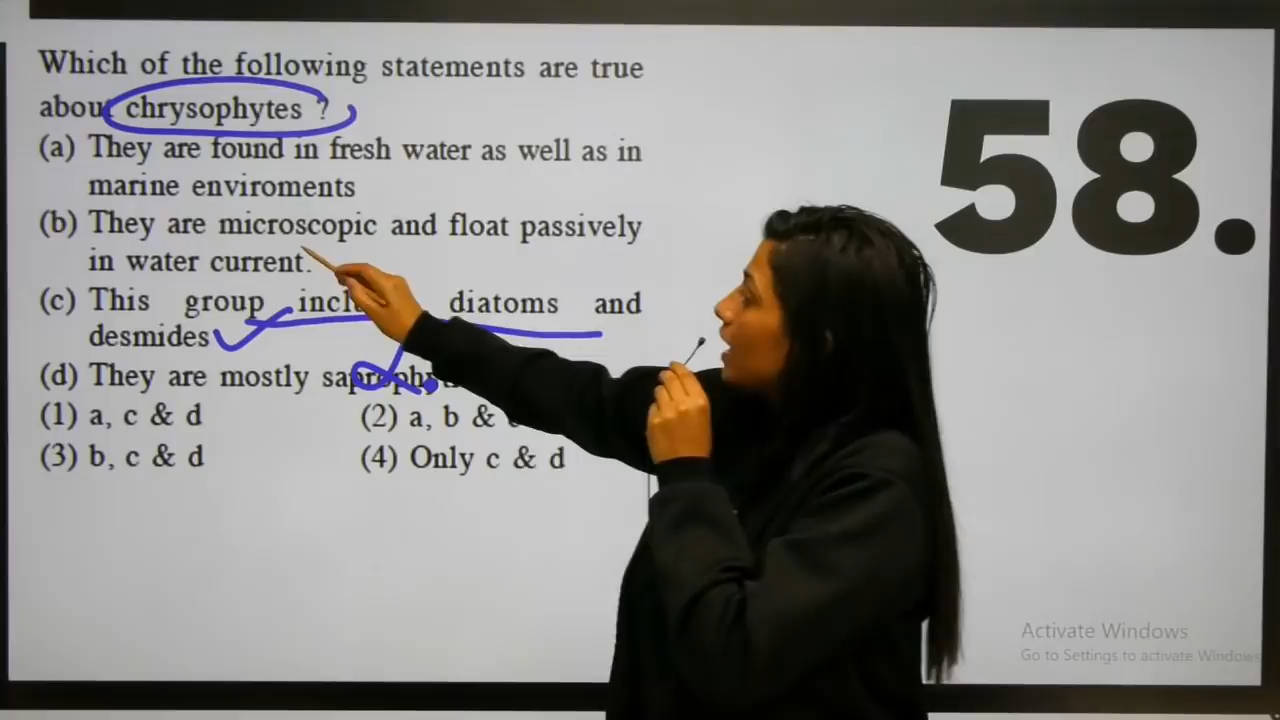 Which of the following statements are true
about chrysophytes ?
(a) They are found in fresh water as well as in
marine enviroments
(b) They are microscopic and float passively
in water current.
(c) This group diatoms and
desmides
(d) They are mostly
(1) a, c & d (2) a, b &
(3) b, c & d (4) Only c & d
58.
Activate Windows
Go to Settings to activate Windows